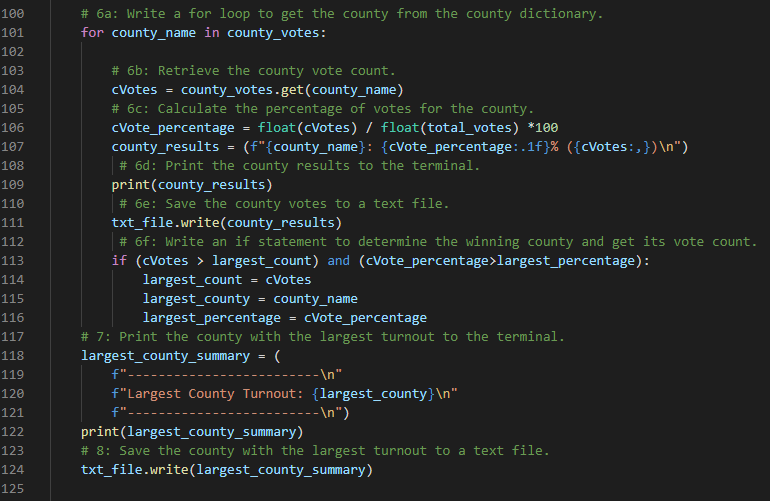 100 # 6a: Write a for loop to get the county from the county dictionary.
101 for county_name in county_votes:
102
103 # 6b: Retrieve the county vote count.
104 cVotes = county_votes.get(county_name)
105 # 6c: Calculate the percentage of votes for the county.
106 cVote_percentage = float(cVotes) / float(total_votes) *100
107 county_results = (f"{county_name}: {cVote_percentage:.1f}% ({cVotes:,})\n")
108 # 6d: Print the county results to the terminal.
109 print(county_results)
110 # 6e: Save the county votes to a text file.
111 txt_file.write(county_results)
112 # 6f: Write an if statement to determine the winning county and get its vote count.
113 if (cVotes > largest_count) and (cVote_percentage>largest_percentage):
114 largest_count = cVotes
115 largest_county = county_name
116 largest_percentage = cVote_percentage
117 # 7: Print the county with the largest turnout to the terminal.
118 largest_county_summary = (
119 f"-------------------------\n"
120 f"Largest County Turnout: {largest_county}\n"
121 f"-------------------------\n")
122 print(largest_county_summary)
123 # 8: Save the county with the largest turnout to a text file.
124 txt_file.write(largest_county_summary)
125